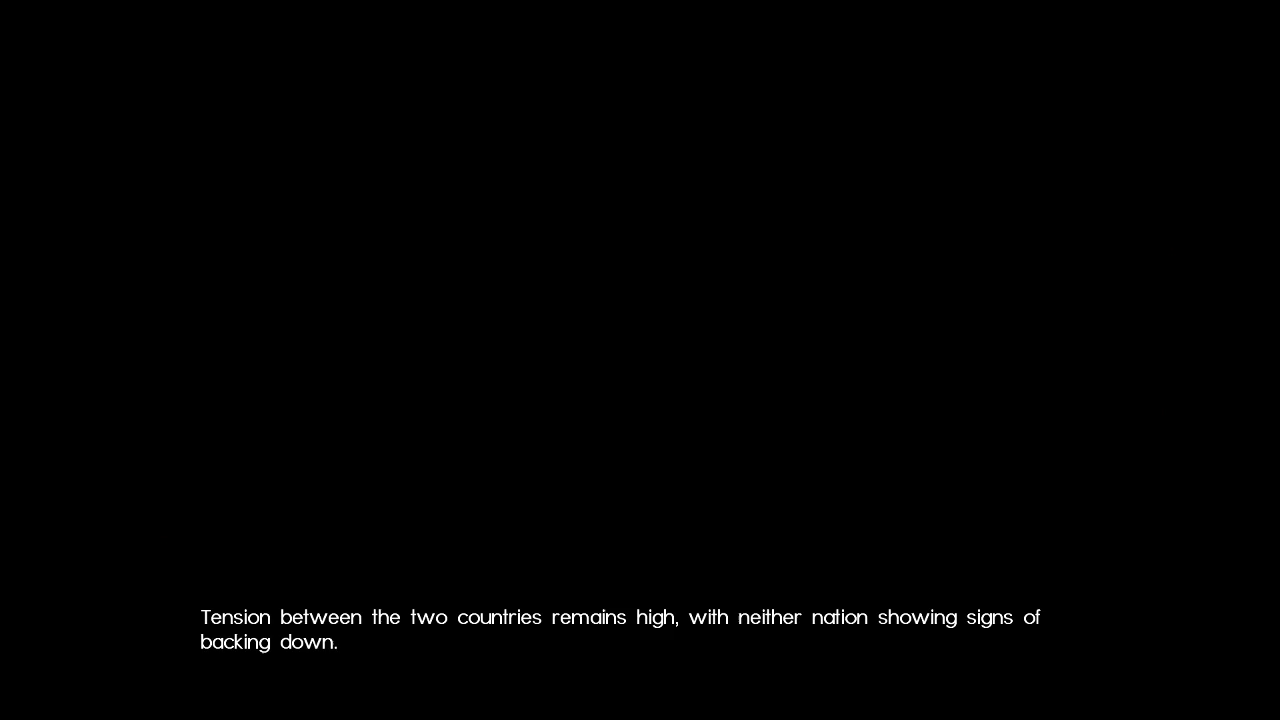 Tension between the two countries remains high, with neither nation showing signs of
backing down.